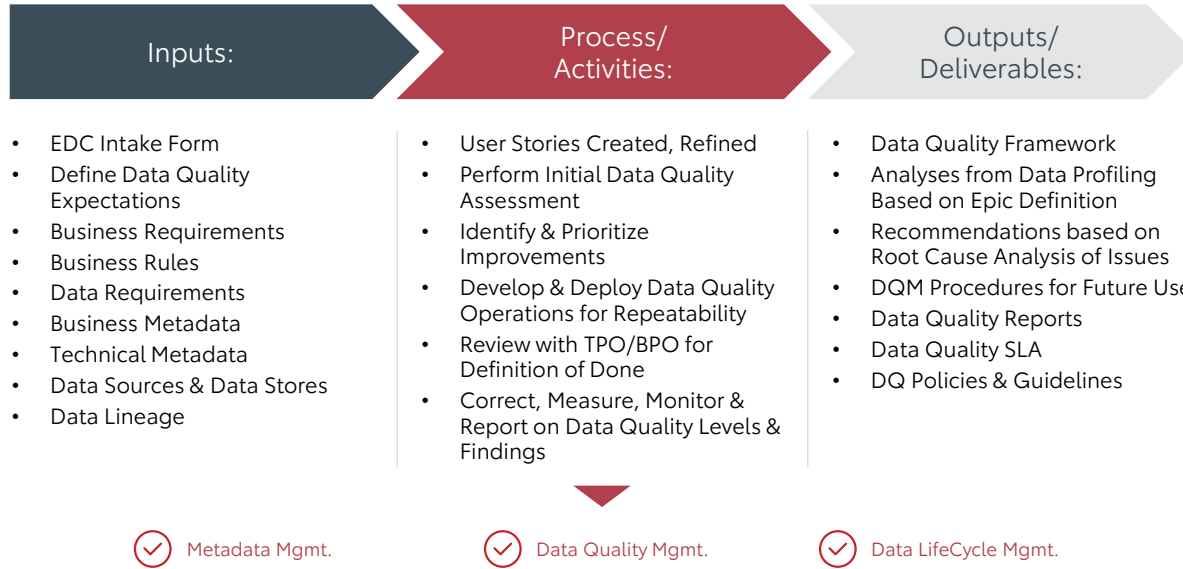 Inputs:
Process/
Activities:
Outputs/
Deliverables:
• EDC Intake Form
• Define Data Quality
Expectations
• Business Requirements
• Business Rules
• Data Requirements
• Business Metadata
• Technical Metadata
• Data Sources & Data Stores
• Data Lineage
• User Stories Created, Refined
• Perform Initial Data Quality
Assessment
• Identify & Prioritize
Improvements
• Develop & Deploy Data Quality
Operations for Repeatability
• Review with TPO/BPO for
Definition of Done
• Correct, Measure, Monitor &
Report on Data Quality Levels &
Findings
• Data Quality Framework
• Analyses from Data Profiling
Based on Epic Definition
• Recommendations based on
Root Cause Analysis of Issues
• DQM Procedures for Future Use
• Data Quality Reports
• Data Quality SLA
• DQ Policies & Guidelines
Metadata Mgmt.
Data Quality Mgmt.
Data LifeCycle Mgmt.